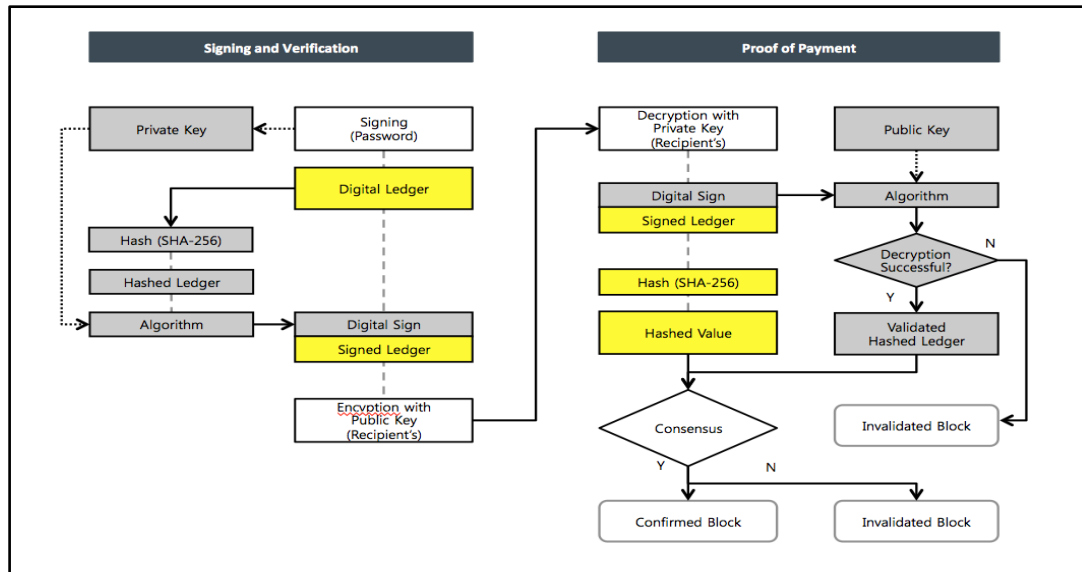 Signing and Verification
Proof of Payment
Private Key
Signing
(Password)
Digital Ledger
Hash (SHA-256)
Hashed Ledger
Algorithm
Digital Sign
Signed Ledger
Encyption with
Public Key
(Recipient's)
Decryption with
Private Key
(Recipient's)
Public Key
Digital Sign
Signed Ledger
Algorithm
Decryption
Successful?
N
Y
Hash (SHA-256)
Hashed Value
Validated
Hashed Ledger
Consensus
Invalidated Block
Y
N
Confirmed Block
Invalidated Block